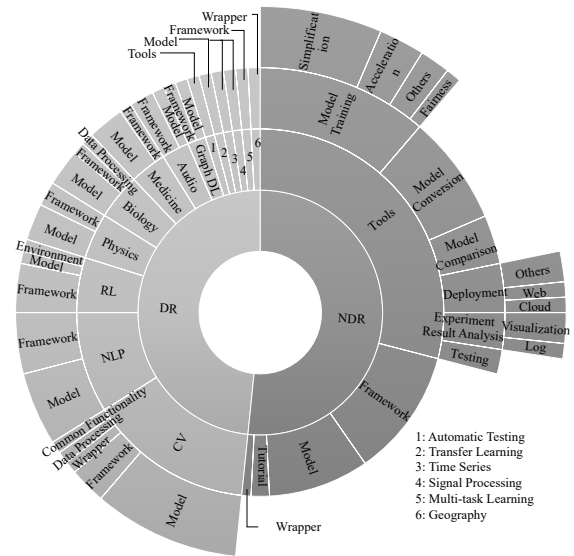 Wrapper
Framework
Model
Tools
Simplificat
ion
Acceleratio
n
Others
Fairness
Model
Training
Model
Conversion
Model
Comparison
Tools
Deployment
Others
Web
Cloud
Experiment
Result Analysis
Visualization
Log
Testing
NDR
Framework
Model
Tutorial
Wrapper
DR
CV
Model
Framework
Wrapper
Data Processing
Common Functionality
NLP
Model
Framework
RL
Framework
Model
Environment
Physics
Model
Framework
Biology
Model
Framework
Data Processing
Medicine
Model
Framework
Audio
Framework
Model
Graph DL
Framework
Model
1
2
3
4
5
6
1: Automatic Testing
2: Transfer Learning
3: Time Series
4: Signal Processing
5: Multi-task Learning
6: Geography